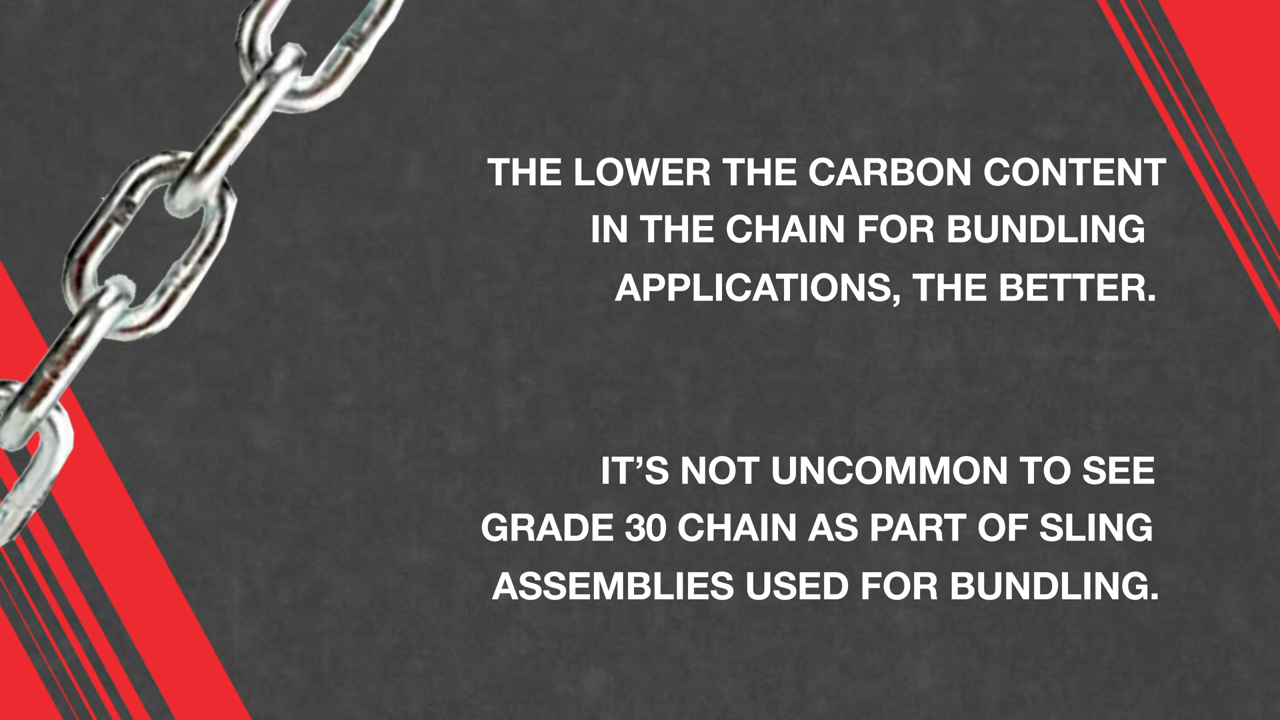 THE LOWER THE CARBON CONTENT
IN THE CHAIN FOR BUNDLING
APPLICATIONS, THE BETTER.
IT’S NOT UNCOMMON TO SEE
GRADE 30 CHAIN AS PART OF SLING
ASSEMBLIES USED FOR BUNDLING.